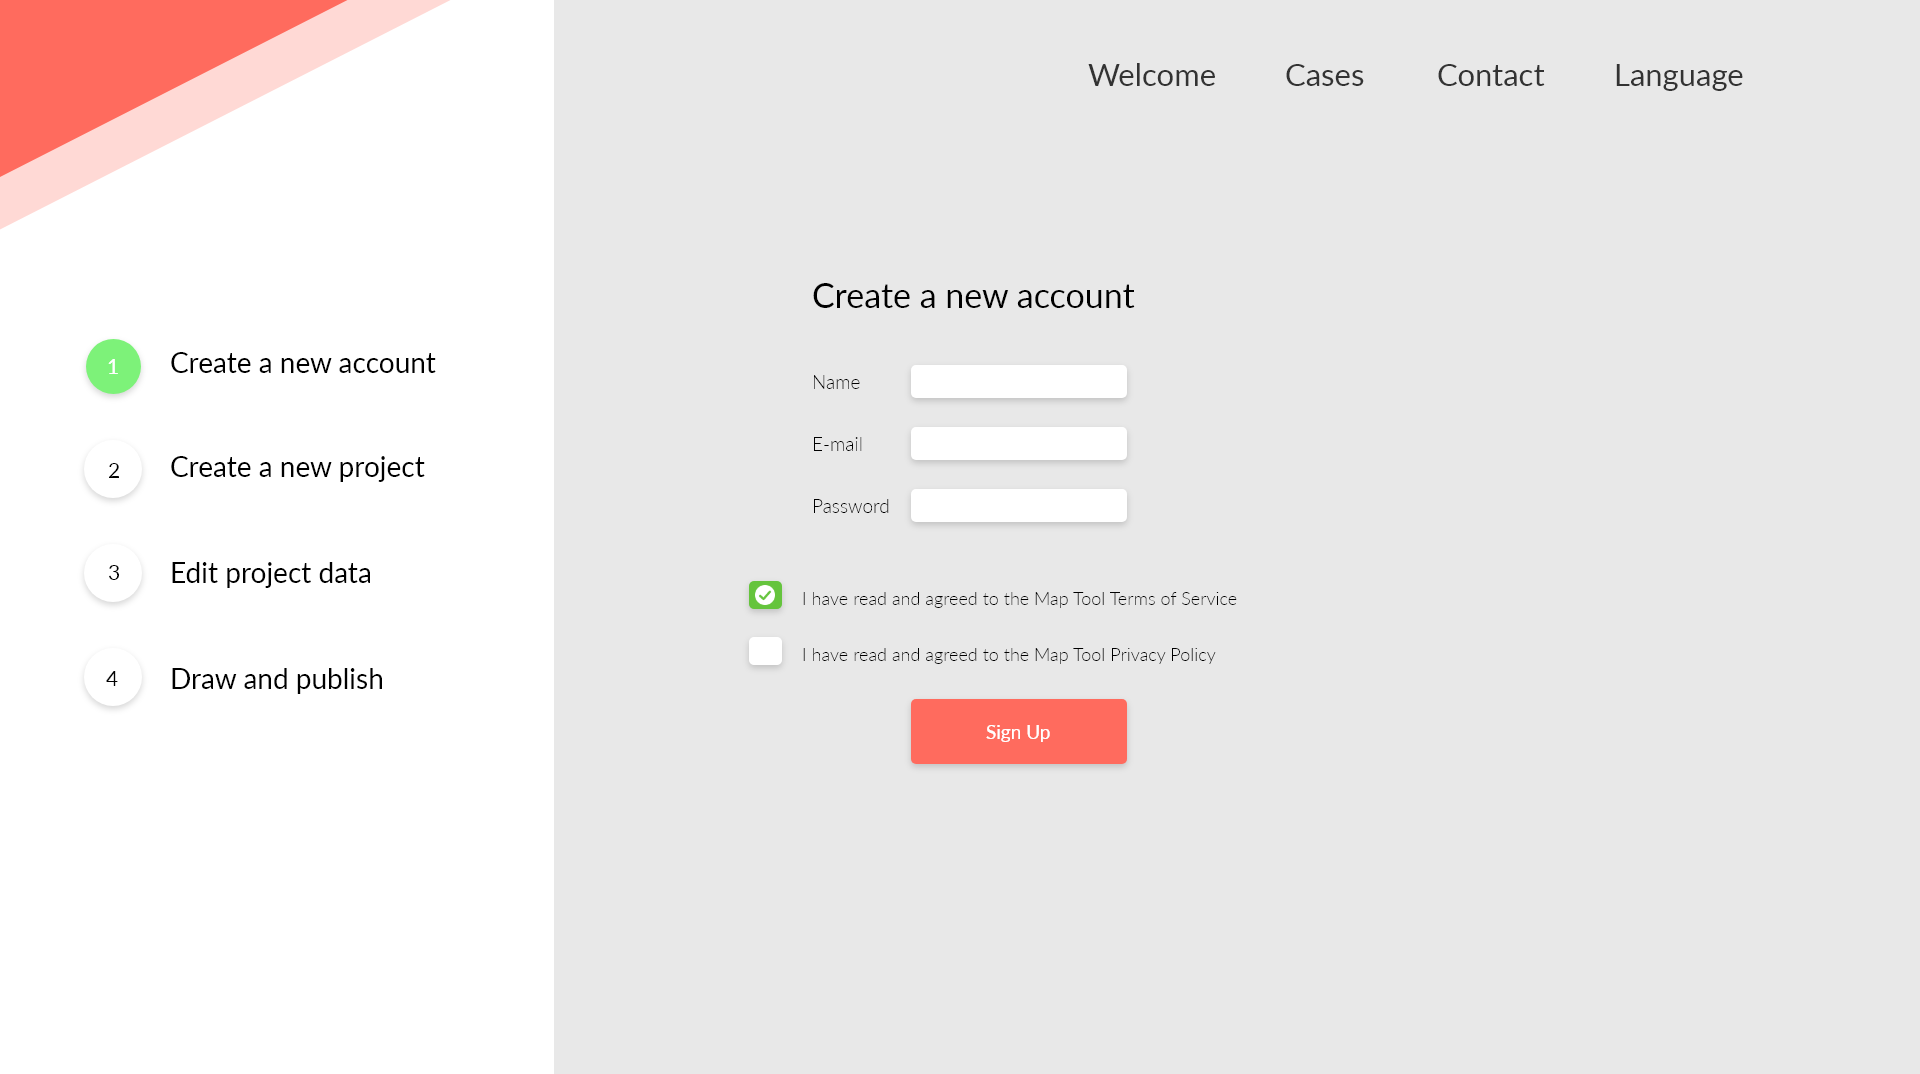 Welcome
Cases
Contact
Language
1
Create a new account
2
Create a new project
3
Edit project data
4
Draw and publish
Create a new account
Name
E-mail
Password
I have read and agreed to the Map Tool Terms of Service
I have read and agreed to the Map Tool Privacy Policy
Sign Up